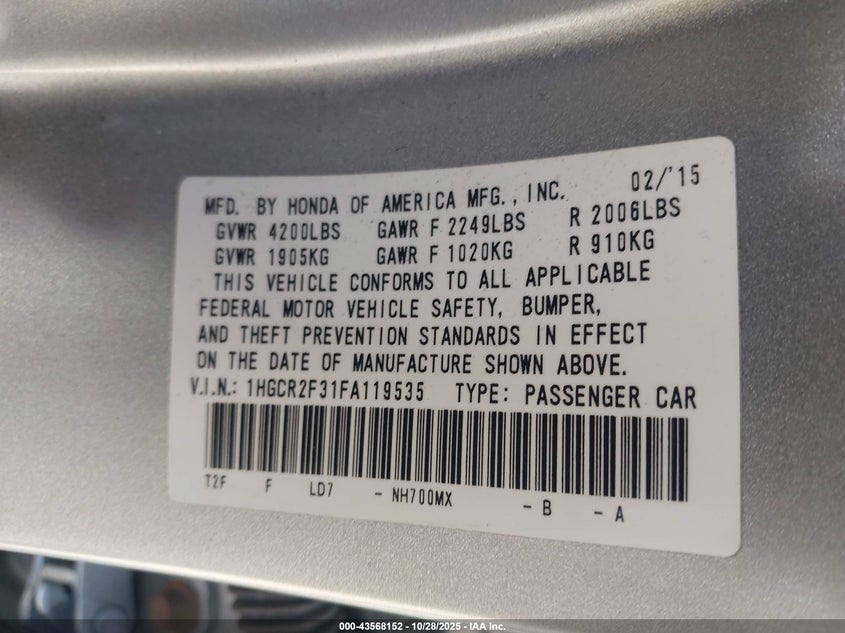 MFD. BY HONDA OF AMERICA MFG., INC. 02/'15
GVWR 4200LBS GAWR F 2249LBS R 2006LBS
GVWR 1905KG GAWR F 1020KG R 910KG
THIS VEHICLE CONFORMS TO ALL APPLICABLE
FEDERAL MOTOR VEHICLE SAFETY, BUMPER,
AND THEFT PREVENTION STANDARDS IN EFFECT
ON THE DATE OF MANUFACTURE SHOWN ABOVE.
V.I.N.: 1HGCR2F31FA119535 TYPE: PASSENGER CAR
T2F F LD7 - NH700MX - B - A
000-43568152 | 10/28/2025 - IAA Inc.